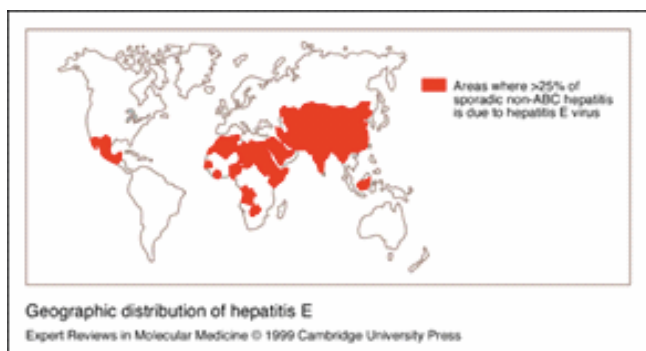 Areas where >25% of
sporadic non-ABC hepatitis
is due to hepatitis E virus
Geographic distribution of hepatitis E
Expert Reviews in Molecular Medicine © 1999 Cambridge University Press